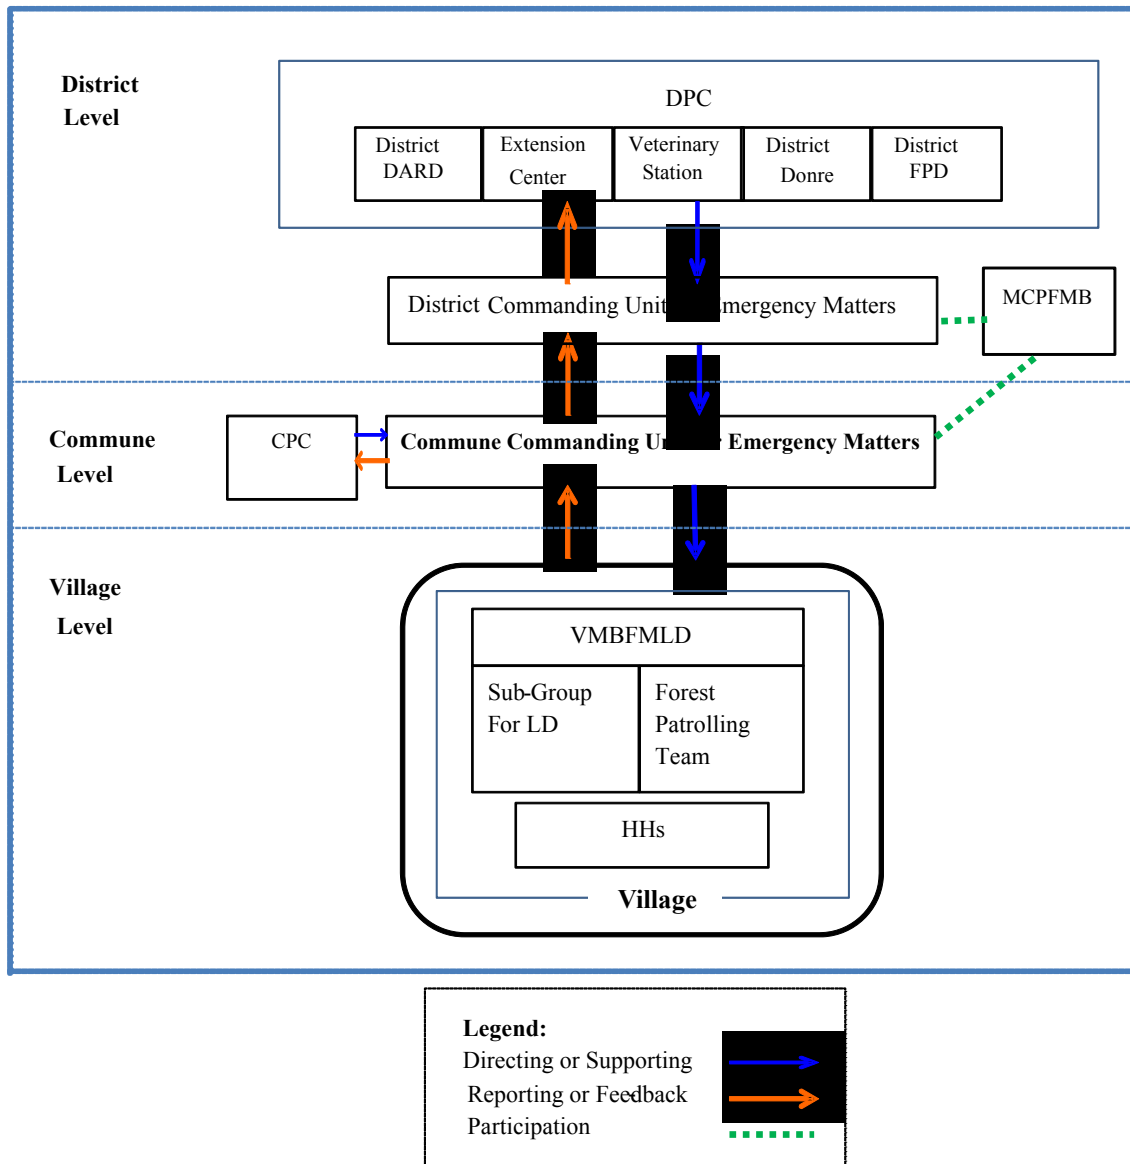 District
Level
DPC
District
DARD
Extension
Center
Veterinary
Station
District
Donre
District
FPD
District Commanding Unit Emergency Matters
MCPFMB
Commune
Level
CPC
Commune Commanding Emergency Matters
Village
Level
VMBFMLD
Sub-Group
For LD
Forest
Patrolling
Team
HHs
Village
Legend:
Directing or Supporting
Reporting or Feedback
Participation